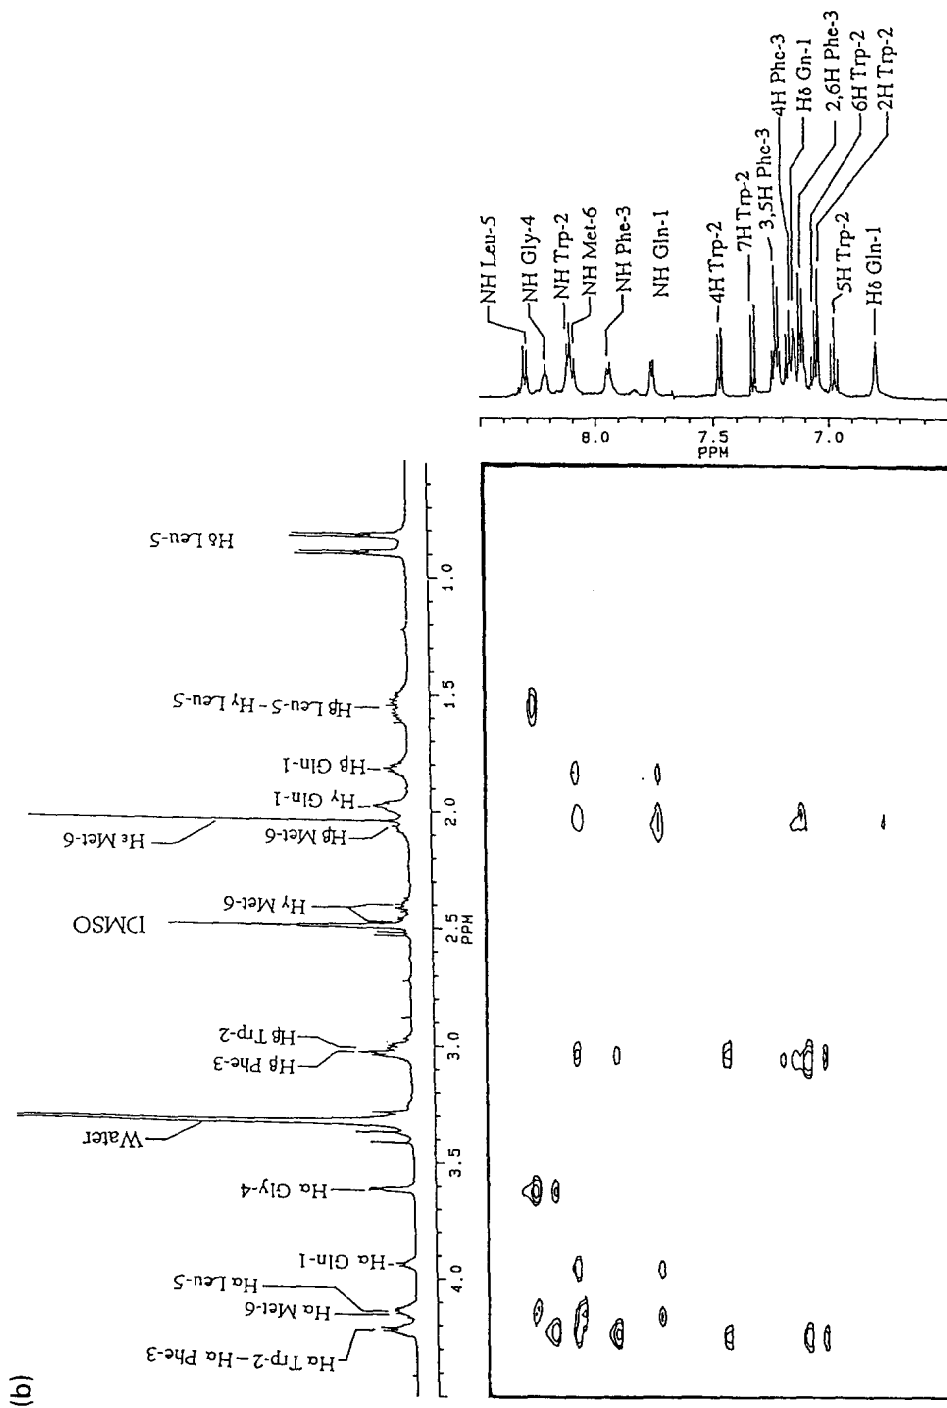 (b)
NH Leu-5
NH Gly-4
NH Trp-2
NH Met-6
NH Phe-3
NH Gln-1
4H Trp-2
7H Trp-2
3,5H Phe-3
4H Phe-3
Hδ Gn-1
2,6H Phe-3
6H Trp-2
2H Trp-2
5H Trp-2
Hδ Gln-1
8.0
7.5
7.0
PPM
Hα Trp-2-Hα Phe-3
Hα Met-6
Hα Leu-5
Hα Gln-1
Hα Gly-4
Water
Hβ Phe-3
Hβ Trp-2
DMSO
Hγ Met-6
Hβ Met-6
Hε Met-6
Hγ Gln-1
Hβ Gln-1
Hβ Leu-5-Hγ Leu-5
Hδ Leu-5
4.0
3.5
3.0
2.5
2.0
1.5
1.0
PPM